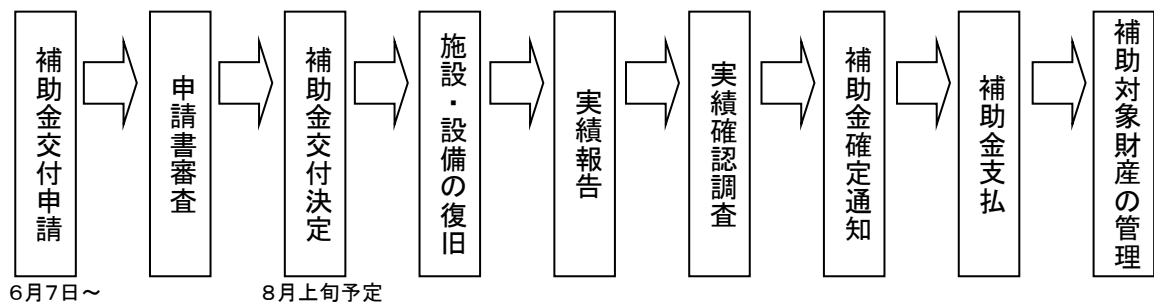 補助金交付申請
申請書審査
補助金交付決定
施設・設備の復旧
実績報告
実績確認調査
補助金確定通知
補助金支払
補助対象財産の管理
6月7日～
8月上旬予定